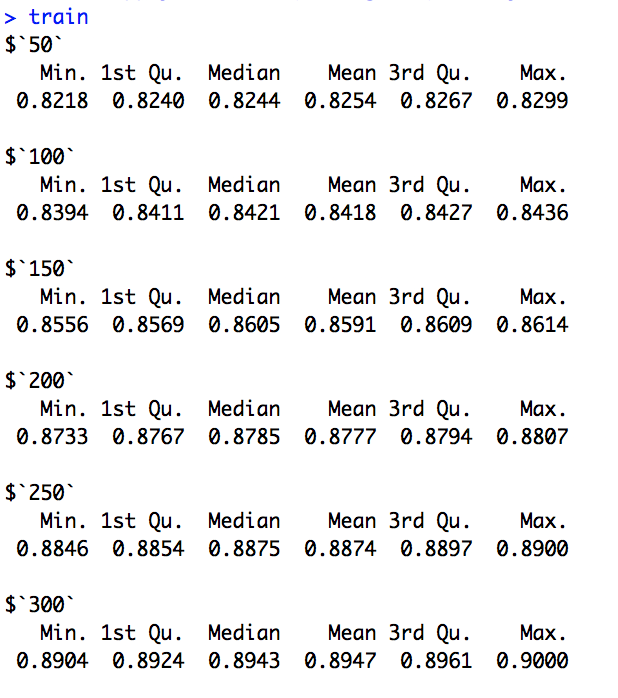 > train
$`50`
   Min. 1st Qu.  Median    Mean 3rd Qu.    Max.
 0.8218  0.8240  0.8244  0.8254  0.8267  0.8299

$`100`
   Min. 1st Qu.  Median    Mean 3rd Qu.    Max.
 0.8394  0.8411  0.8421  0.8418  0.8427  0.8436

$`150`
   Min. 1st Qu.  Median    Mean 3rd Qu.    Max.
 0.8556  0.8569  0.8605  0.8591  0.8609  0.8614

$`200`
   Min. 1st Qu.  Median    Mean 3rd Qu.    Max.
 0.8733  0.8767  0.8785  0.8777  0.8794  0.8807

$`250`
   Min. 1st Qu.  Median    Mean 3rd Qu.    Max.
 0.8846  0.8854  0.8875  0.8874  0.8897  0.8900

$`300`
   Min. 1st Qu.  Median    Mean 3rd Qu.    Max.
 0.8904  0.8924  0.8943  0.8947  0.8961  0.9000